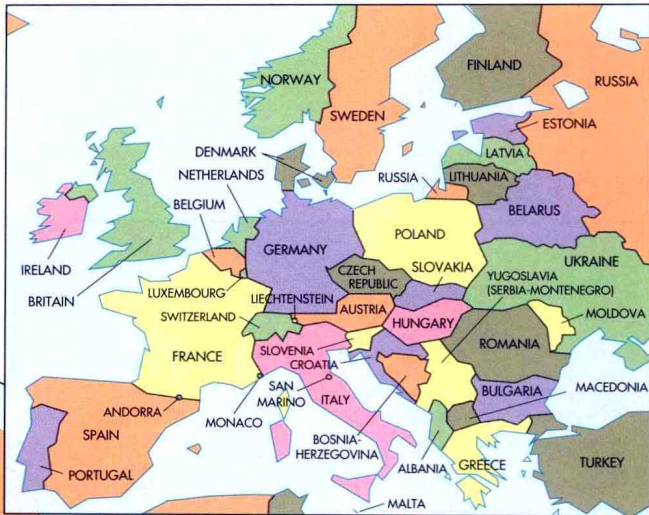 NORWAY
FINLAND
RUSSIA
SWEDEN
ESTONIA
DENMARK
LATVIA
NETHERLANDS
RUSSIA
LITHUANIA
BELGIUM
BELARUS
GERMANY
POLAND
IRELAND
UKRAINE
BRITAIN
CZECH
REPUBLIC
SLOVAKIA
YUGOSLAVIA
(SERBIA-MONTENEGRO)
LUXEMBOURG
LIECHTENSTEIN
AUSTRIA
MOLDOVA
SWITZERLAND
HUNGARY
FRANCE
SLOVENIA
CROATIA
ROMANIA
SAN
MARINO
ITALY
BULGARIA
MACEDONIA
ANDORRA
MONACO
SPAIN
BOSNIA-
HERZEGOVINA
PORTUGAL
ALBANIA
GREECE
TURKEY
MALTA